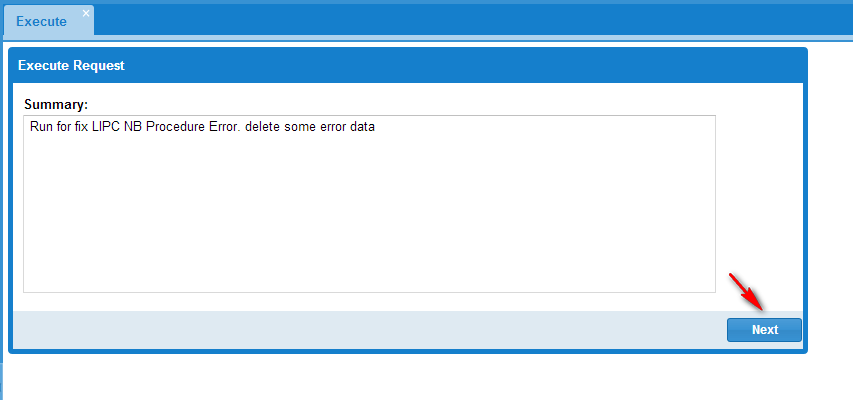 Execute
Execute Request
Summary:
Run for fix LIPC NB Procedure Error. delete some error data
Next